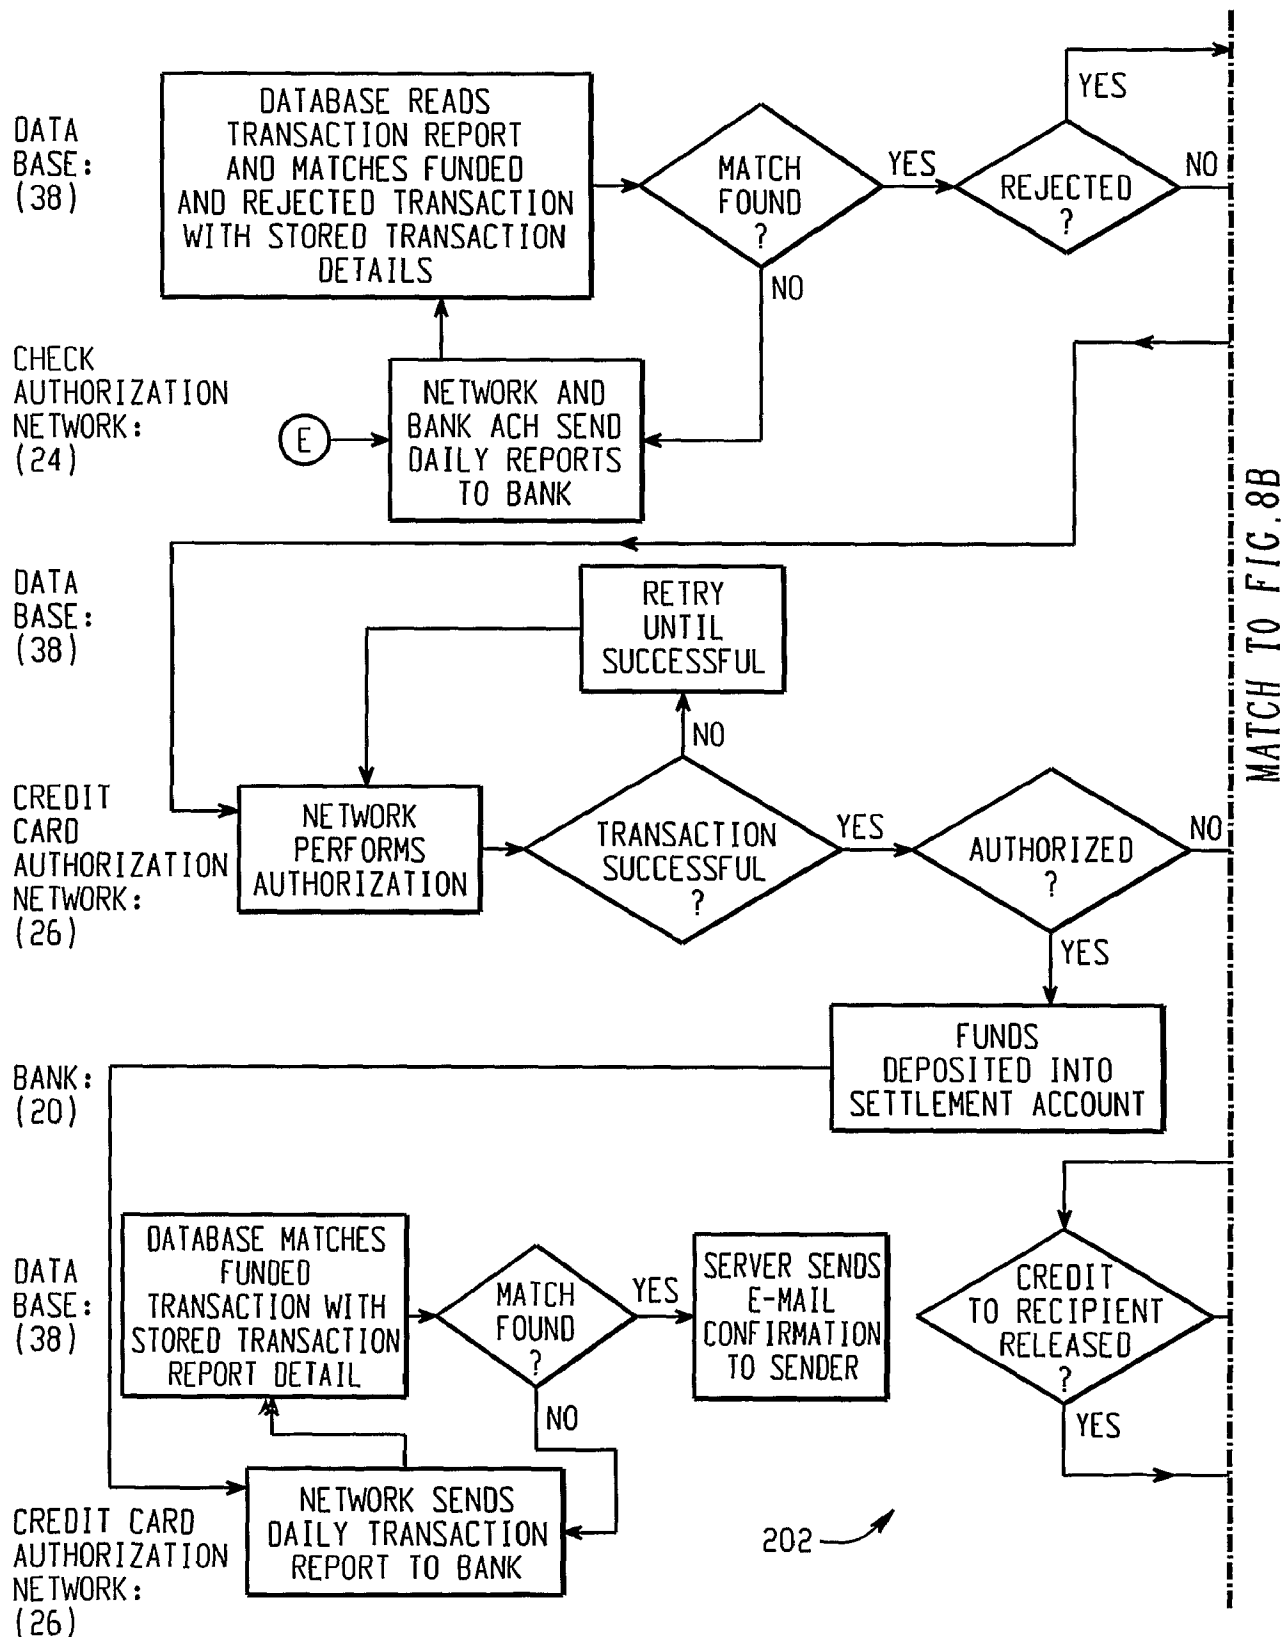 DATA
BASE:
(38)
DATABASE READS
TRANSACTION REPORT
AND MATCHES FUNDED
AND REJECTED TRANSACTION
WITH STORED TRANSACTION
DETAILS
MATCH
FOUND
?
YES
NO
REJECTED
?
YES
NO
CHECK
AUTHORIZATION
NETWORK:
(24)
E
NETWORK AND
BANK ACH SEND
DAILY REPORTS
TO BANK
DATA
BASE:
(38)
RETRY
UNTIL
SUCCESSFUL
NO
CREDIT
CARD
AUTHORIZATION
NETWORK:
(26)
NETWORK
PERFORMS
AUTHORIZATION
TRANSACTION
SUCCESSFUL
?
YES
AUTHORIZED
?
NO
YES
BANK:
(20)
FUNDS
DEPOSITED INTO
SETTLEMENT ACCOUNT
DATA
BASE:
(38)
DATABASE MATCHES
FUNDED
TRANSACTION WITH
STORED TRANSACTION
REPORT DETAIL
MATCH
FOUND
?
YES
NO
SERVER SENDS
E-MAIL
CONFIRMATION
TO SENDER
CREDIT
TO RECIPIENT
RELEASED
?
YES
CREDIT CARD
AUTHORIZATION
NETWORK:
(26)
NETWORK SENDS
DAILY TRANSACTION
REPORT TO BANK
202
MATCH TO FIG.8B